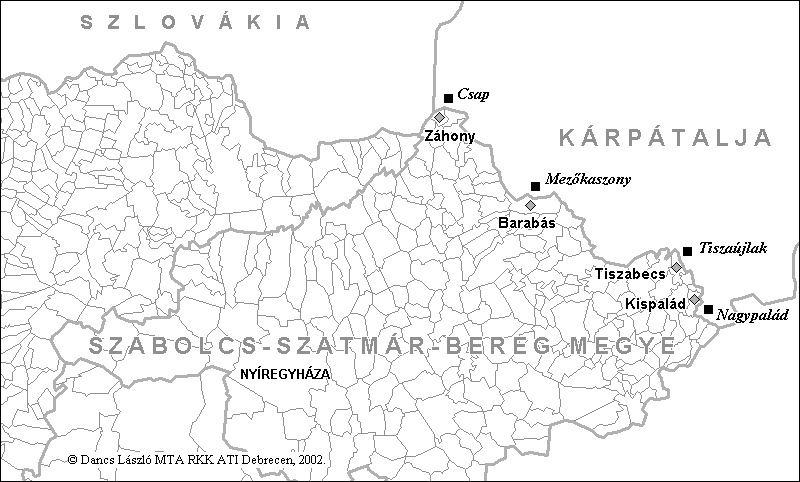 SZLOVÁKIA
Csap
Záhony
KÁRPÁTALJA
Mezőkaszony
Barabás
Tiszaújlak
Tiszabecs
Kispalád
Nagypalád
SZABOLCS-SZATMÁR-BEREG MEGYE
NYÍREGYHÁZA
© Dancs László MTA RKK ATI Debrecen, 2002.